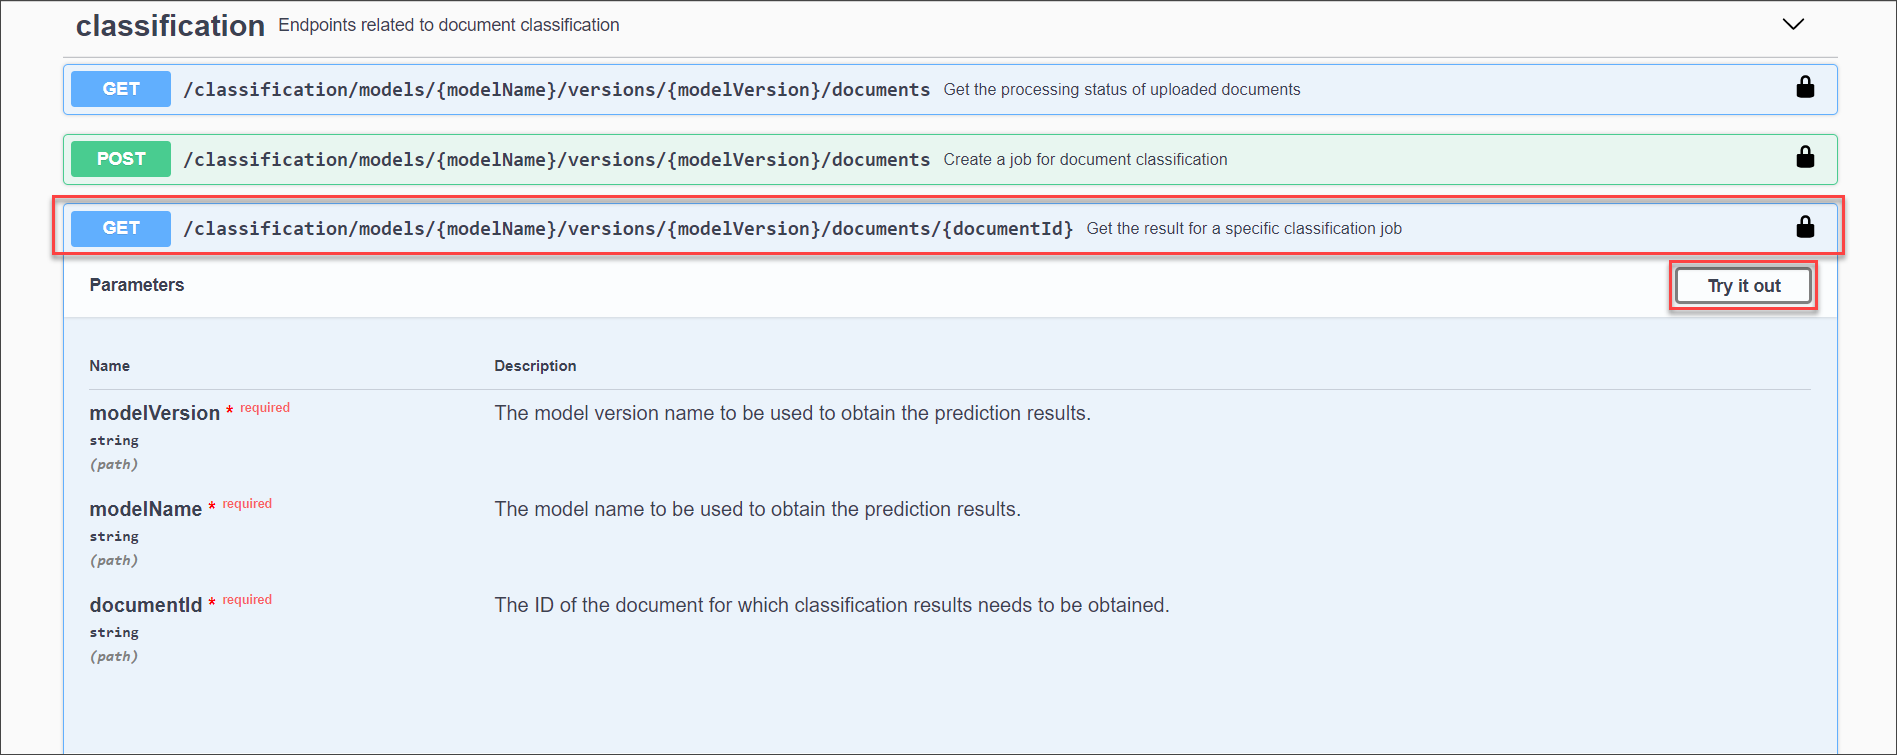 classification Endpoints related to document classification
GET /classification/models/{modelName}/versions/{modelVersion}/documents Get the processing status of uploaded documents
POST /classification/models/{modelName}/versions/{modelVersion}/documents Create a job for document classification
GET /classification/models/{modelName}/versions/{modelVersion}/documents/{documentId} Get the result for a specific classification job
Parameters Try it out
Name Description
modelVersion * required The model version name to be used to obtain the prediction results.
string
(path)
modelName * required The model name to be used to obtain the prediction results.
string
(path)
documentId * required The ID of the document for which classification results needs to be obtained.
string
(path)